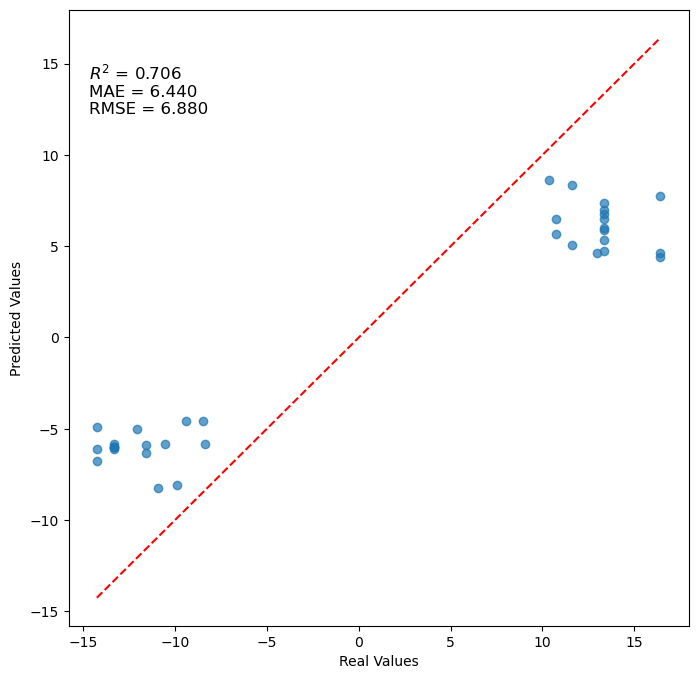 R² = 0.706
MAE = 6.440
RMSE = 6.880
Predicted Values
15
10
5
0
−5
−10
−15
−15 −10 −5 0 5 10 15
Real Values